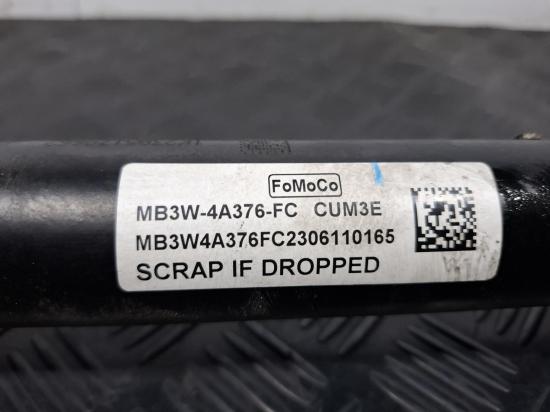 FoMoCo
MB3W-4A376-FC CUM3E
MB3W4A376FC2306110165
SCRAP IF DROPPED